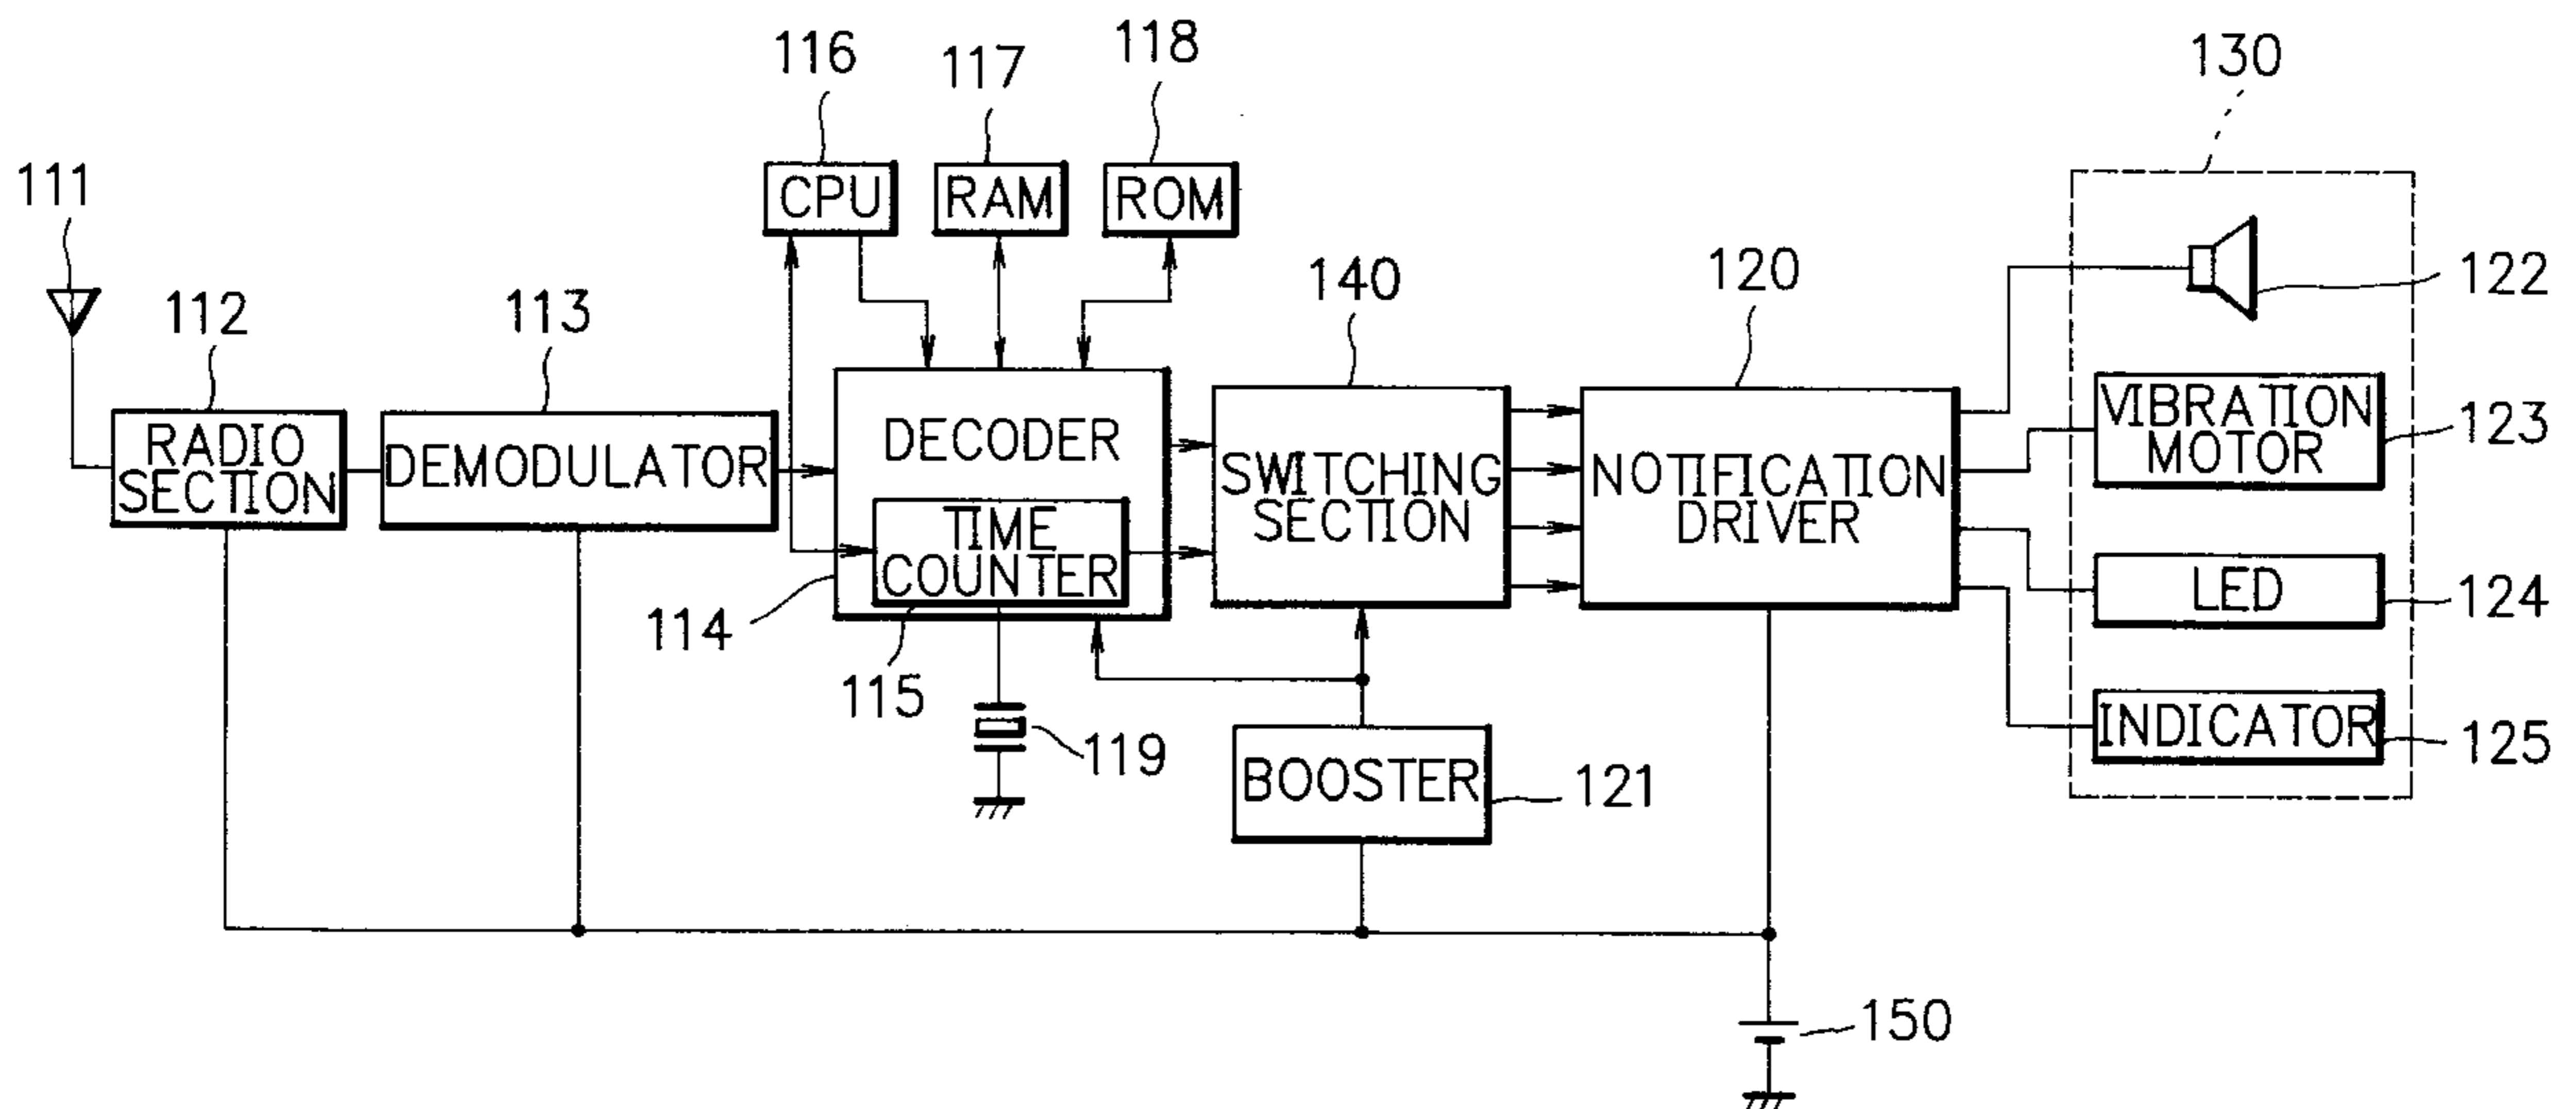 116
117
118
130
111
CPU
RAM
ROM
112
113
140
120
122
RADIO
SECTION
DEMODULATOR
DECODER
TIME
COUNTER
SWITCHING
SECTION
NOTIFICATION
DRIVER
VIBRATION
MOTOR
123
LED
124
114
115
119
BOOSTER
121
INDICATOR
125
150